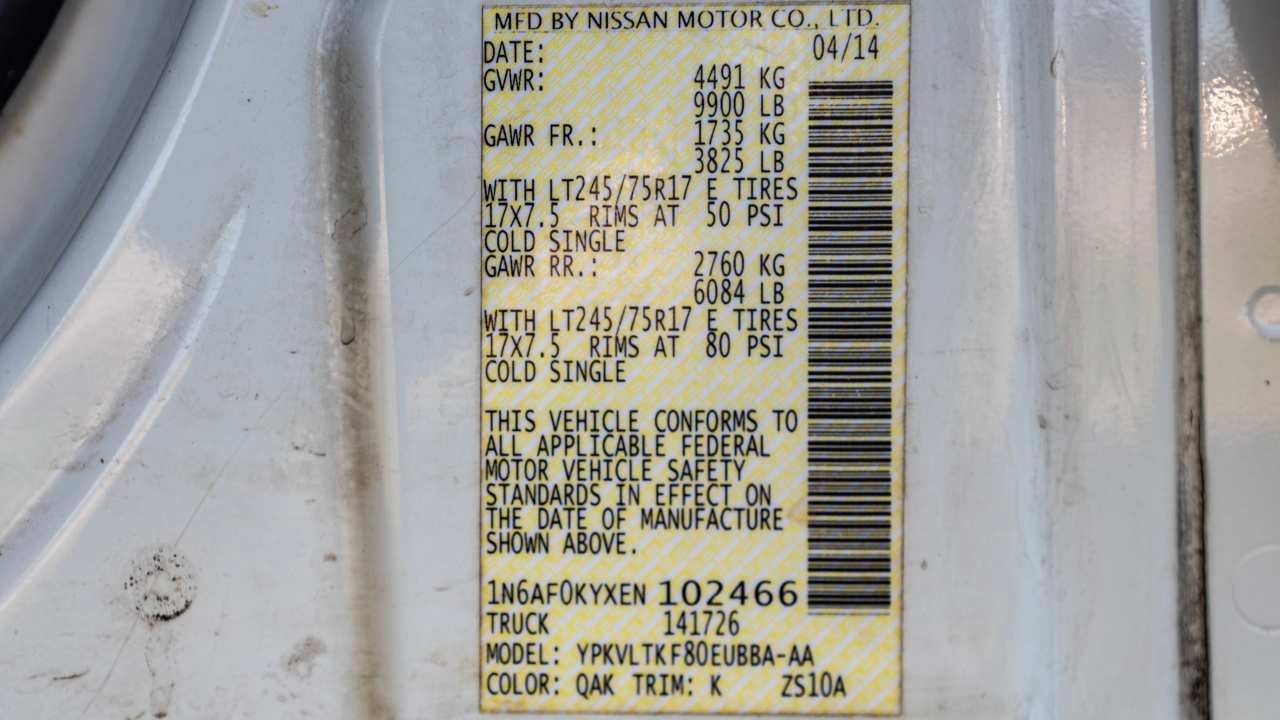 MFD BY NISSAN MOTOR CO., LTD.
DATE: 04/14
GVWR: 4491 KG
9900 LB
GAWR FR.: 1735 KG
3825 LB
WITH LT245/75R17 E TIRES
17X7.5 RIMS AT 50 PSI
COLD SINGLE
GAWR RR.: 2760 KG
6084 LB
WITH LT245/75R17 E TIRES
17X7.5 RIMS AT 80 PSI
COLD SINGLE
THIS VEHICLE CONFORMS TO
ALL APPLICABLE FEDERAL
MOTOR VEHICLE SAFETY
STANDARDS IN EFFECT ON
THE DATE OF MANUFACTURE
SHOWN ABOVE.
1N6AF0KYXEN 102466
TRUCK 141726
MODEL: YPKVLTKF80EUBBA-AA
COLOR: QAK TRIM: K ZS10A